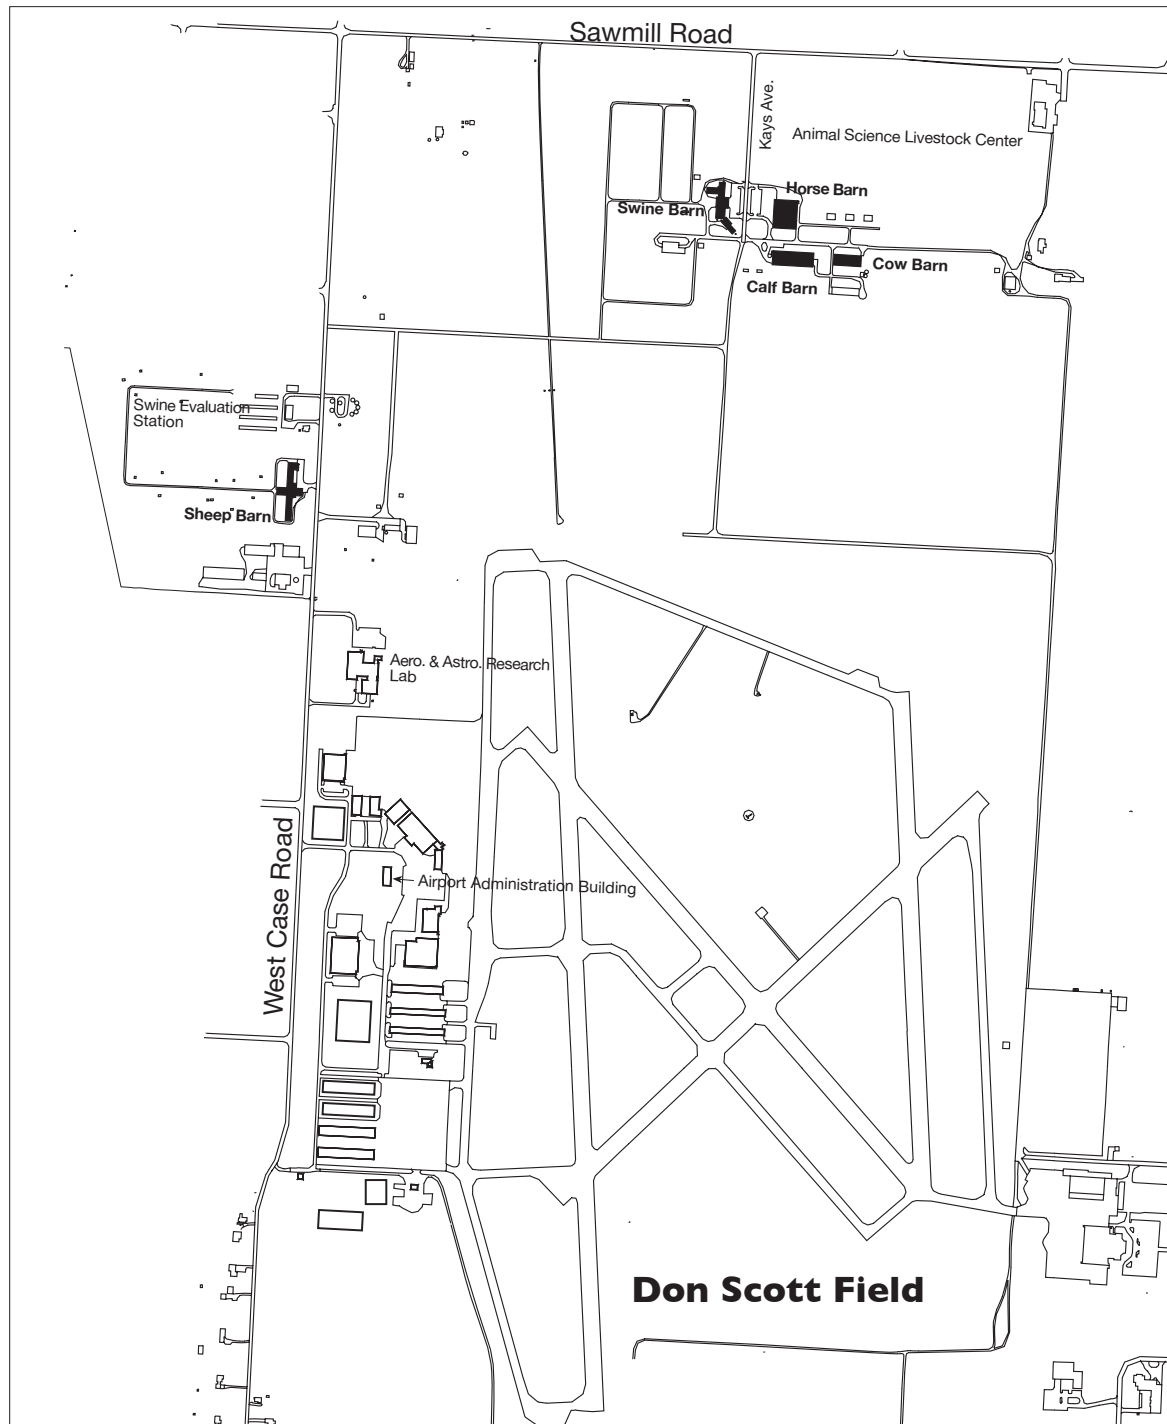 Sawmill Road
Kays Ave.
Animal Science Livestock Center
Horse Barn
Swine Barn
Cow Barn
Calf Barn
Swine Evaluation
Station
Sheep Barn
Aero. & Astro. Research
Lab
West Case Road
Airport Administration Building
Don Scott Field